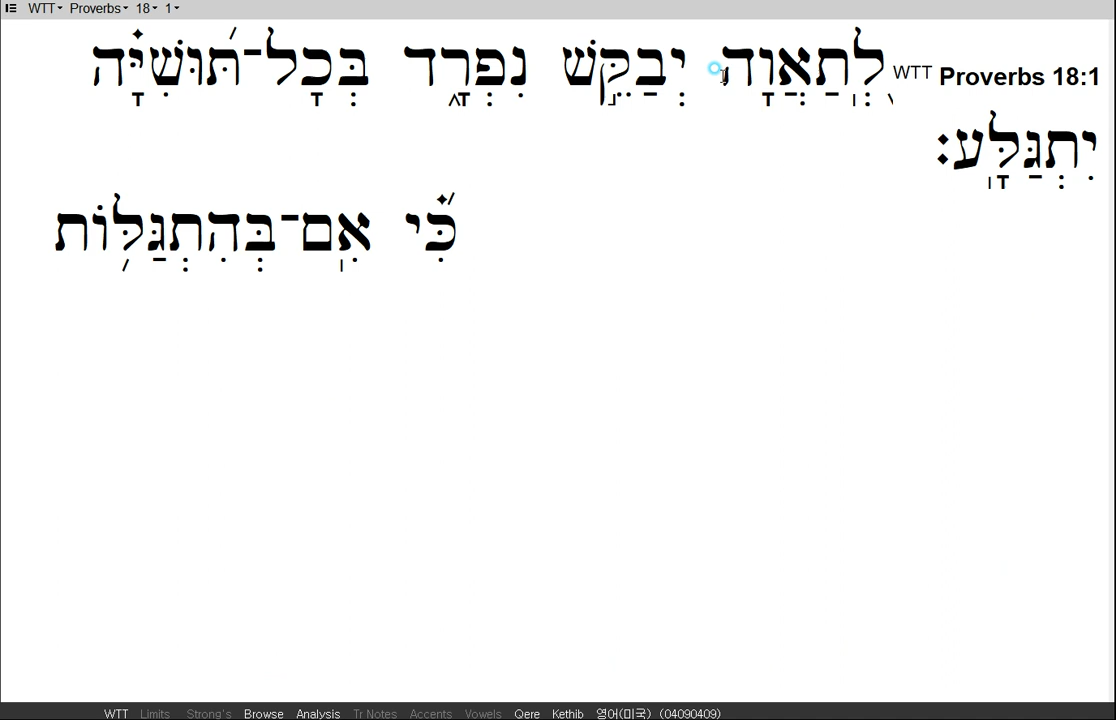 WTT Proverbs 18 1
WTT Proverbs 18:1 לְֽ֭תַאֲוָה יְבַקֵּ֣שׁ נִפְרָ֑ד בְּכָל־תּ֝וּשִׁיָּ֗ה
יִתְגַּלָּֽע׃
כִּ֝֗י אִֽם־בְּהִתְגַּלּ֥וֹת
WTT Limits Strong's Browse Analysis Tr Notes Accents Vowels Qere Kethib 영어(미국) (04090409)